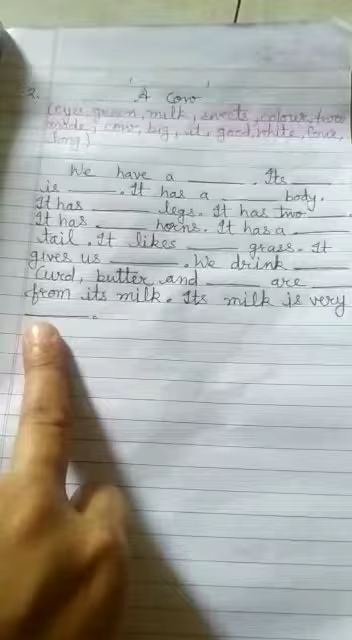 2. A Cow
(eye, green, milk, sweets, colour, two
made, cow, big, it, good, white, four,
long)
We have a ______. Its ______
is ______. It has a ______ body.
It has ______ legs. It has two ______.
It has ______ horns. It has a ______
tail. It likes ______ grass. It
gives us ______. We drink ______
Curd, butter and ______ are ______
from its milk. Its milk is very
______.